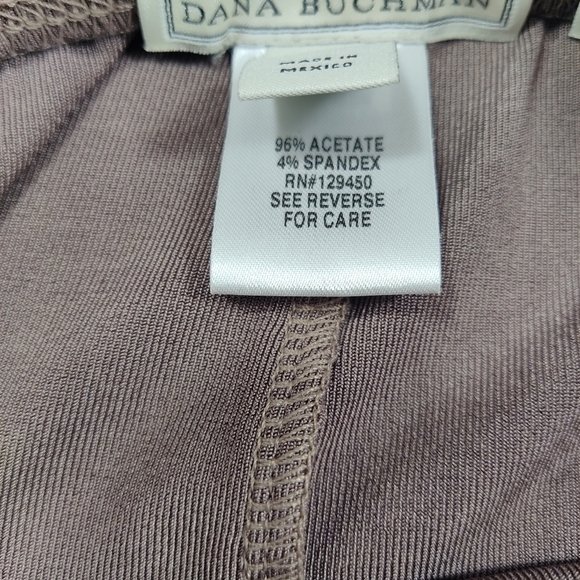 DANA BUCHMAN
MADE IN
MEXICO
96% ACETATE
4% SPANDEX
RN#129450
SEE REVERSE
FOR CARE